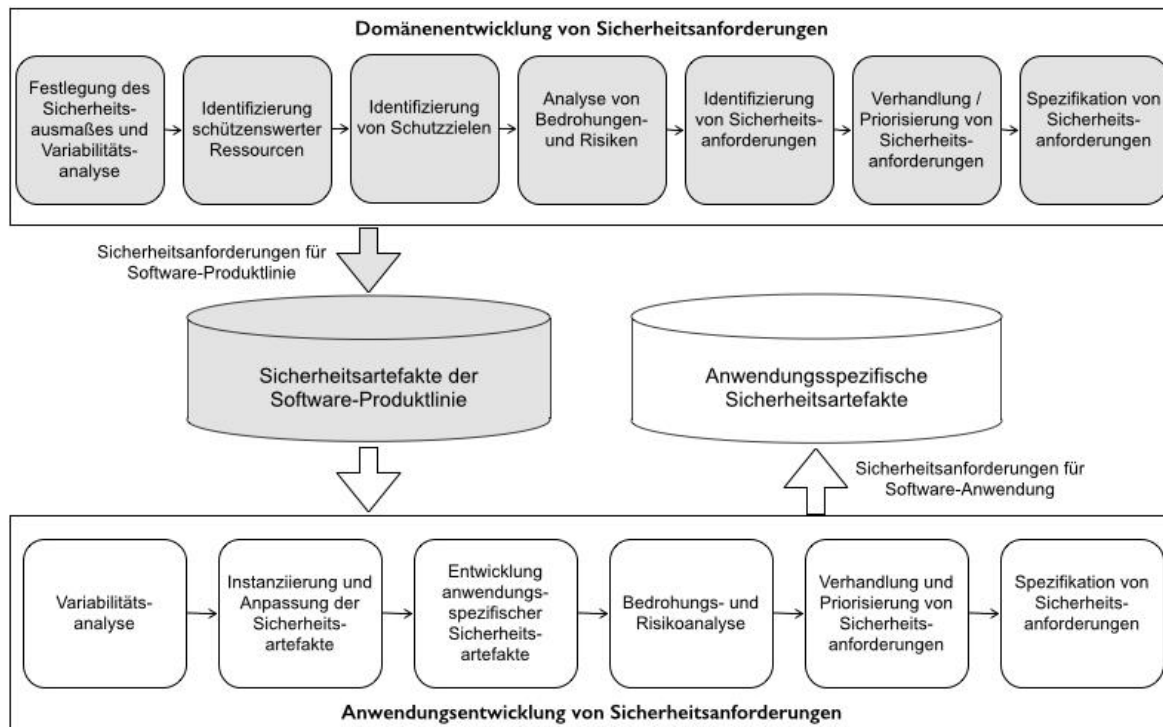 Domänenentwicklung von Sicherheitsanforderungen
Festlegung des
Sicherheits-
ausmaßes und
Variabilitäts-
analyse
Identifizierung
schützenswerter
Ressourcen
Identifizierung
von Schutzzielen
Analyse von
Bedrohungen-
und Risiken
Identifizierung
von Sicherheits-
anforderungen
Verhandlung /
Priorisierung von
Sicherheits-
anforderungen
Spezifikation von
Sicherheits-
anforderungen
Sicherheitsanforderungen für
Software-Produktlinie
Sicherheitsartefakte der
Software-Produktlinie
Anwendungsspezifische
Sicherheitsartefakte
Sicherheitsanforderungen für
Software-Anwendung
Variabilitäts-
analyse
Instanziierung und
Anpassung der
Sicherheits-
artefakte
Entwicklung
anwendungs-
spezifischer
Sicherheits-
artefakte
Bedrohungs- und
Risikoanalyse
Verhandlung und
Priorisierung von
Sicherheits-
anforderungen
Spezifikation von
Sicherheits-
anforderungen
Anwendungsentwicklung von Sicherheitsanforderungen